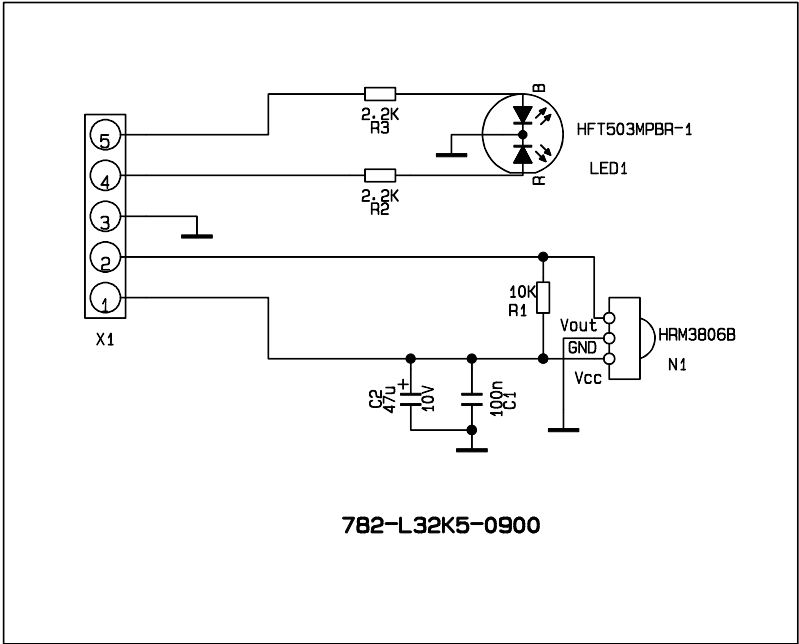 B
2.2K
R3
HFT503MPBR-1
5
LED1
4
R
2.2K
R2
3
2
10K
R1
1
Vout
HRM3806B
X1
GND
N1
Vcc
C2
47u
+
10V
100n
C1
782-L32K5-0900